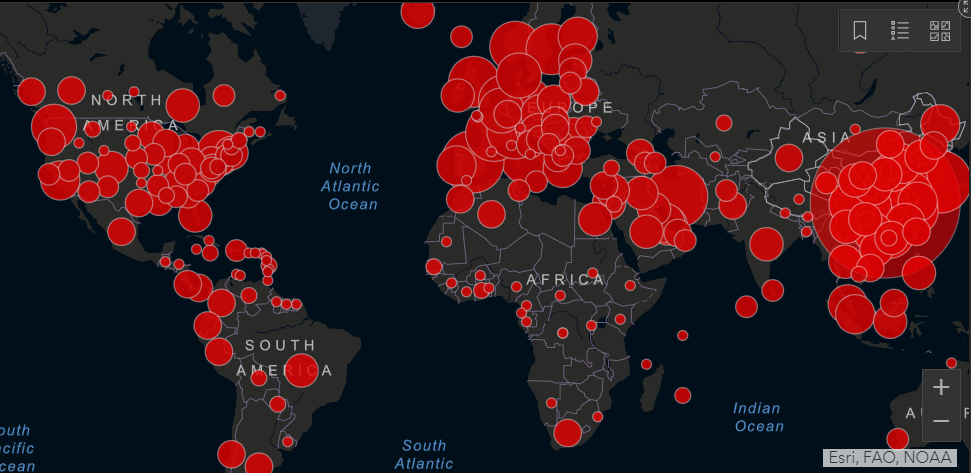 NORTH
AMERICA
EUROPE
ASIA
North
Atlantic
Ocean
AFRICA
SOUTH
AMERICA
Indian
Ocean
outh
cific
cean
South
Atlantic
A
F
Esri, FAO, NOAA